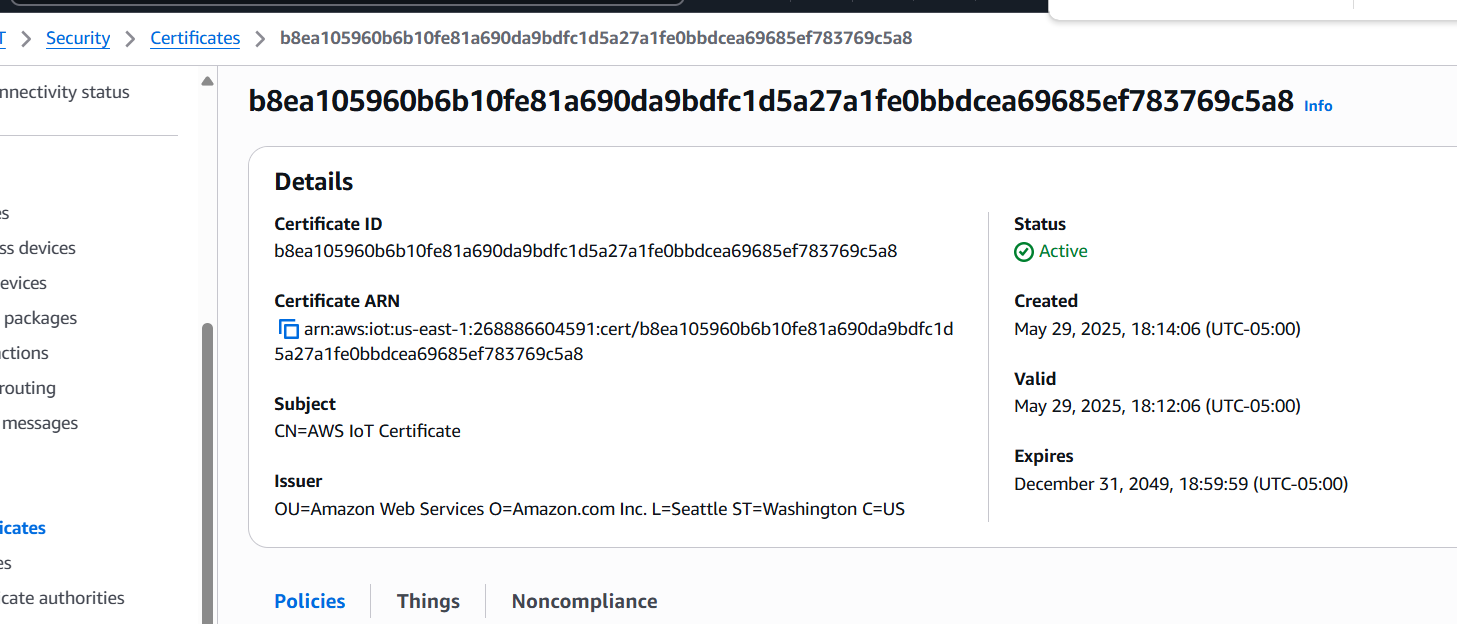 T > Security > Certificates > b8ea105960b6b10fe81a690da9bdfc1d5a27a1fe0bbdcea69685ef783769c5a8
nnectivity status
es
ss devices
evices
packages
ctions
routing
messages
icates
es
cate authorities
b8ea105960b6b10fe81a690da9bdfc1d5a27a1fe0bbdcea69685ef783769c5a8 Info
Details
Certificate ID
b8ea105960b6b10fe81a690da9bdfc1d5a27a1fe0bbdcea69685ef783769c5a8
Certificate ARN
arn:aws:iot:us-east-1:268886604591:cert/b8ea105960b6b10fe81a690da9bdfc1d
5a27a1fe0bbdcea69685ef783769c5a8
Subject
CN=AWS IoT Certificate
Issuer
OU=Amazon Web Services O=Amazon.com Inc. L=Seattle ST=Washington C=US
Status
Active
Created
May 29, 2025, 18:14:06 (UTC-05:00)
Valid
May 29, 2025, 18:12:06 (UTC-05:00)
Expires
December 31, 2049, 18:59:59 (UTC-05:00)
Policies
Things
Noncompliance